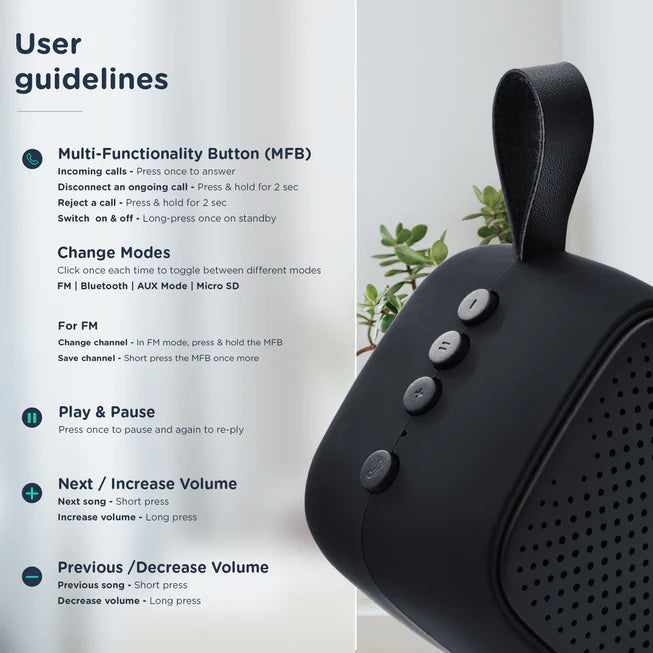 User
guidelines
Multi-Functionality Button (MFB)
Incoming calls - Press once to answer
Disconnect an ongoing call - Press & hold for 2 sec
Reject a call - Press & hold for 2 sec
Switch on & off - Long-press once on standby
Change Modes
Click once each time to toggle between different modes
FM | Bluetooth | AUX Mode | Micro SD
For FM
Change channel - In FM mode, press & hold the MFB
Save channel - Short press the MFB once more
Play & Pause
Press once to pause and again to re-ply
Next / Increase Volume
Next song - Short press
Increase volume - Long press
Previous /Decrease Volume
Previous song - Short press
Decrease volume - Long press